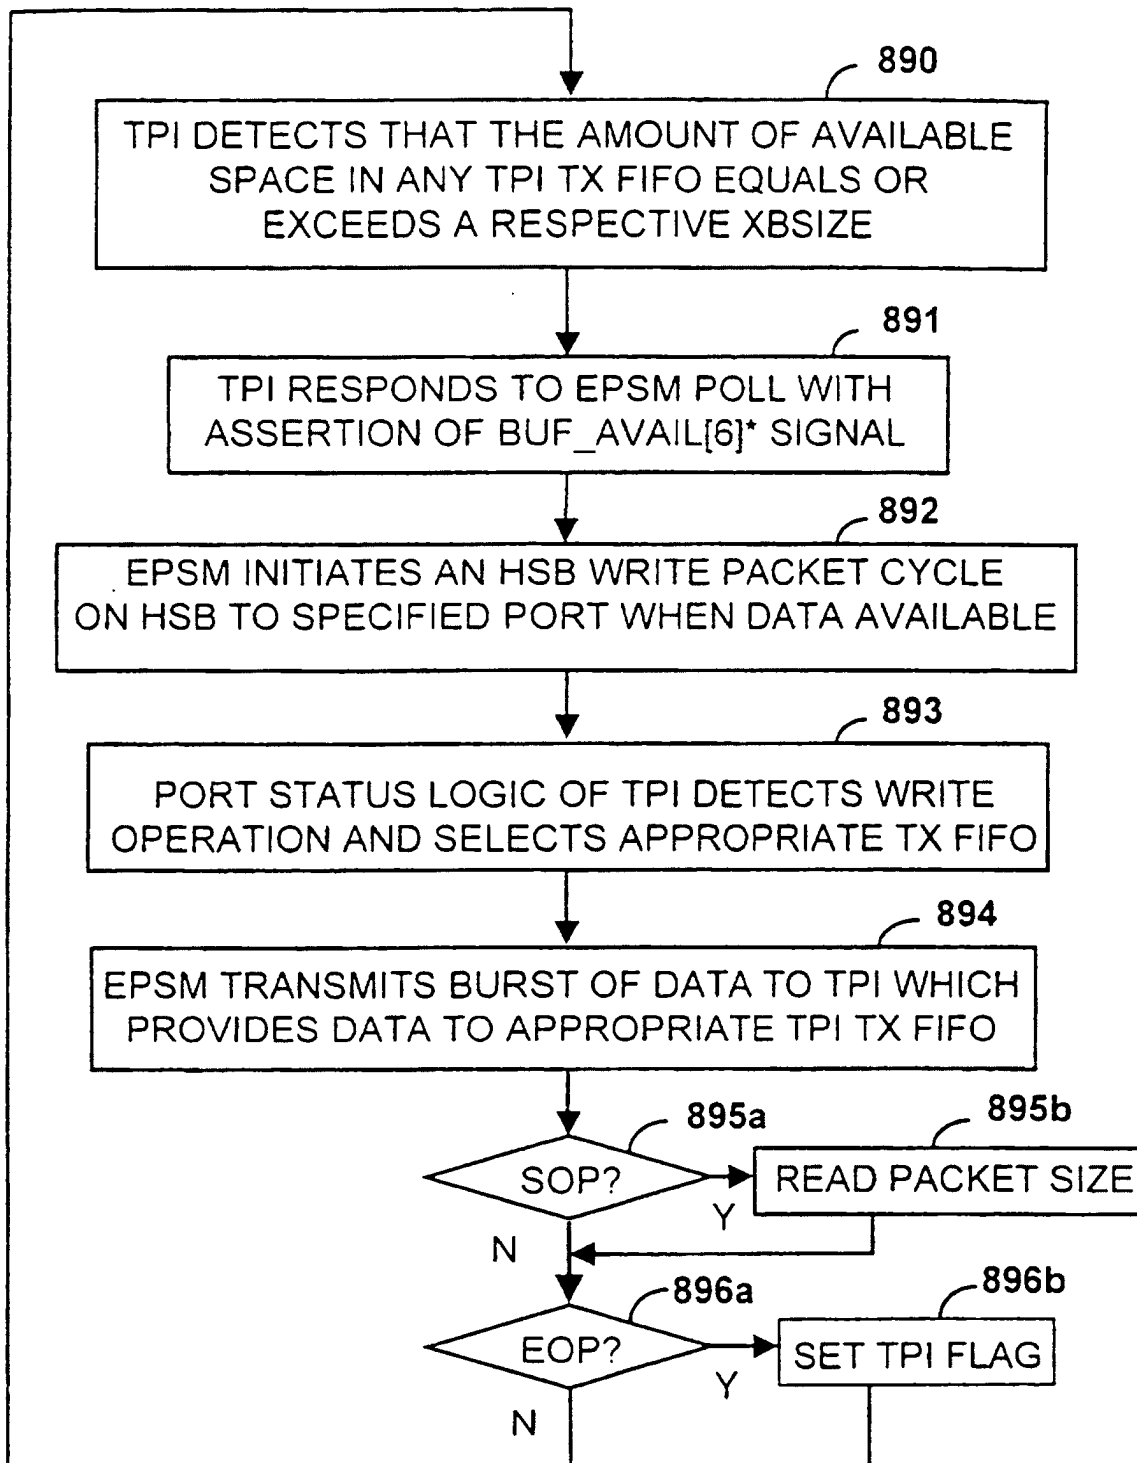 890
TPI DETECTS THAT THE AMOUNT OF AVAILABLE
SPACE IN ANY TPI TX FIFO EQUALS OR
EXCEEDS A RESPECTIVE XBSIZE
891
TPI RESPONDS TO EPSM POLL WITH
ASSERTION OF BUF_AVAIL[6]* SIGNAL
892
EPSM INITIATES AN HSB WRITE PACKET CYCLE
ON HSB TO SPECIFIED PORT WHEN DATA AVAILABLE
893
PORT STATUS LOGIC OF TPI DETECTS WRITE
OPERATION AND SELECTS APPROPRIATE TX FIFO
894
EPSM TRANSMITS BURST OF DATA TO TPI WHICH
PROVIDES DATA TO APPROPRIATE TPI TX FIFO
895a
895b
SOP?
READ PACKET SIZE
Y
N
896a
896b
EOP?
SET TPI FLAG
Y
N